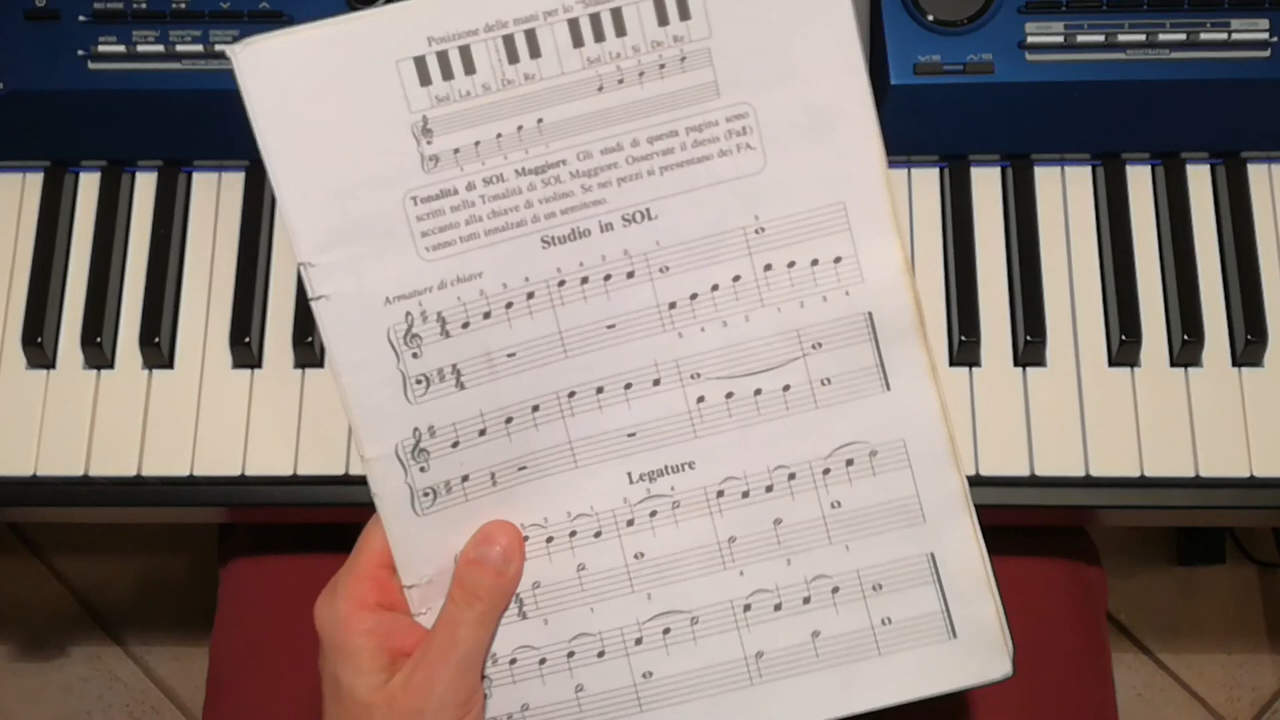 Posizione delle mani per lo "Studio
Sol La Si Do Re Sol La Si Do Re
Tonalità di SOL Maggiore. Gli studi di questa pagina sono
scritti nella Tonalità di SOL Maggiore. Osservate il diesis (Fa#)
accanto alla chiave di violino. Se nei pezzi si presentano dei FA,
vanno tutti innalzati di un semitono.
Studio in SOL
Armature di chiave
Legature